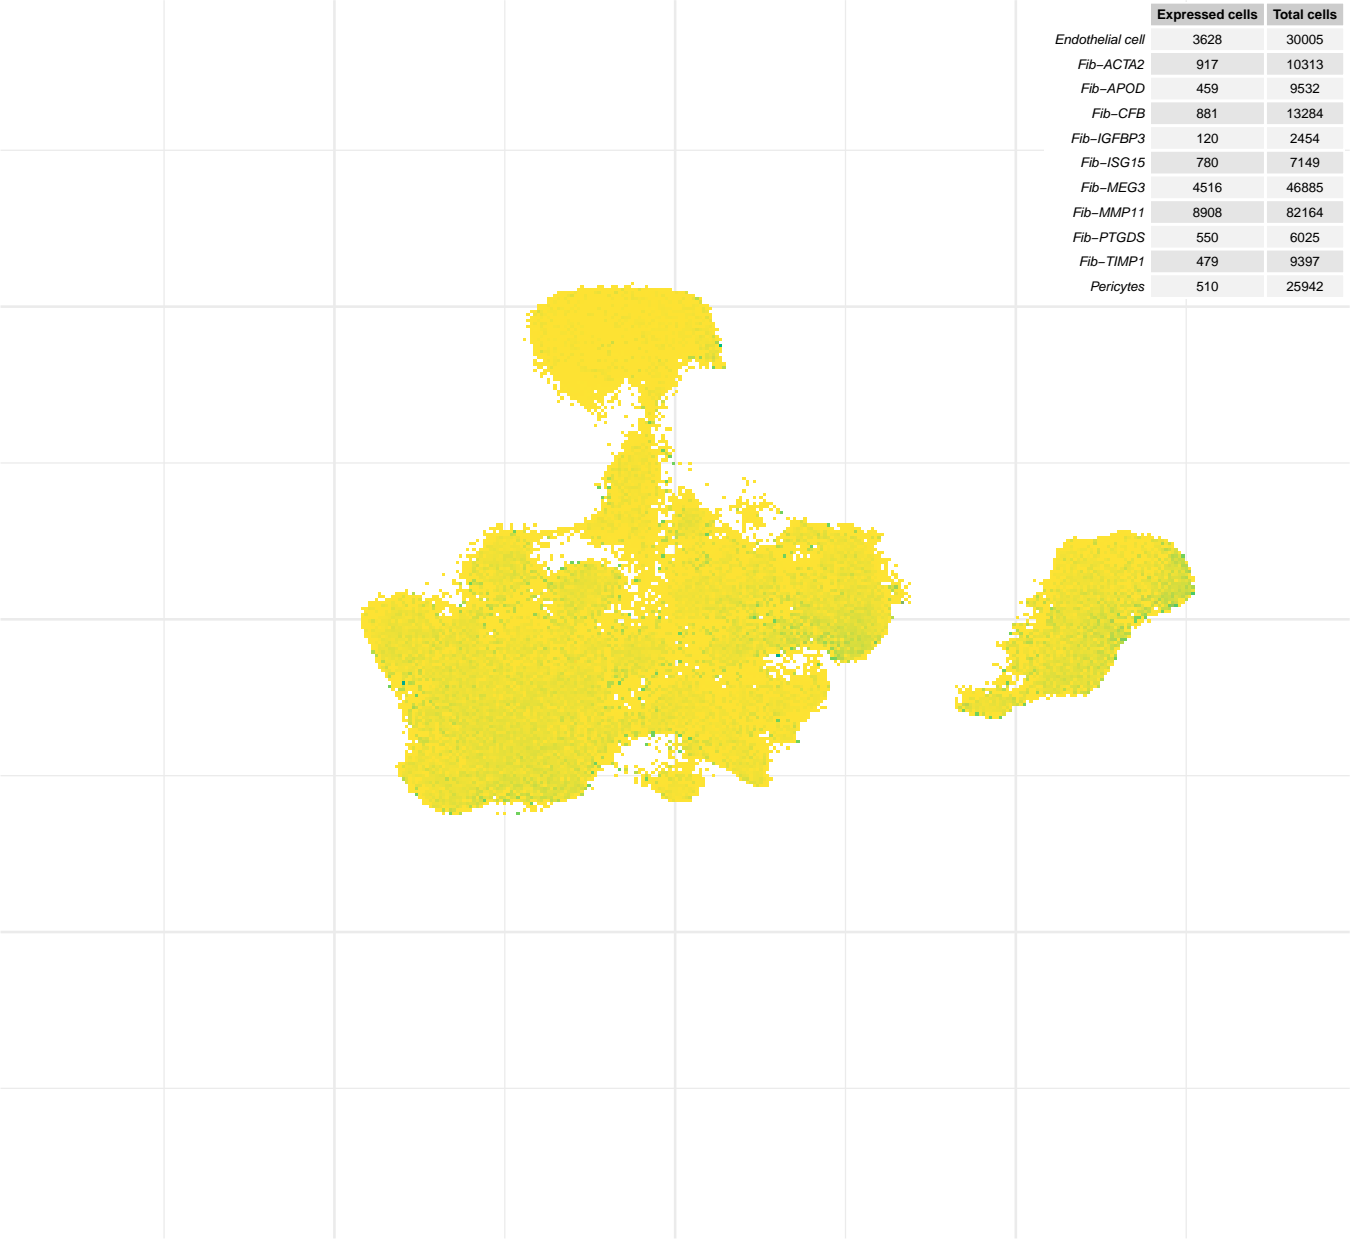 Expressed cells Total cells
Endothelial cell 3628 30005
Fib−ACTA2 917 10313
Fib−APOD 459 9532
Fib−CFB 881 13284
Fib−IGFBP3 120 2454
Fib−ISG15 780 7149
Fib−MEG3 4516 46885
Fib−MMP11 8908 82164
Fib−PTGDS 550 6025
Fib−TIMP1 479 9397
Pericytes 510 25942